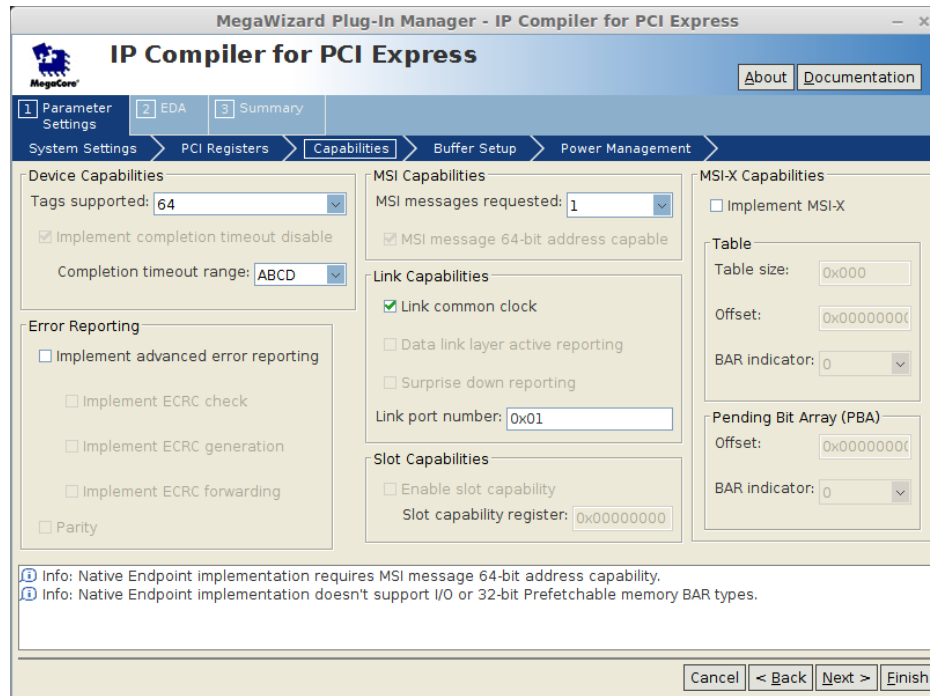 MegaWizard Plug-In Manager - IP Compiler for PCI Express
MegaCore®
IP Compiler for PCI Express
About
Documentation
1 Parameter
Settings
2 EDA
3 Summary
System Settings
PCI Registers
Capabilities
Buffer Setup
Power Management
Device Capabilities
Tags supported: 64
Implement completion timeout disable
Completion timeout range: ABCD
Error Reporting
Implement advanced error reporting
Implement ECRC check
Implement ECRC generation
Implement ECRC forwarding
Parity
MSI Capabilities
MSI messages requested: 1
MSI message 64-bit address capable
Link Capabilities
Link common clock
Data link layer active reporting
Surprise down reporting
Link port number: 0x01
Slot Capabilities
Enable slot capability
Slot capability register: 0x00000000
MSI-X Capabilities
Implement MSI-X
Table
Table size: 0x000
Offset: 0x0000000
BAR indicator: 0
Pending Bit Array (PBA)
Offset: 0x0000000
BAR indicator: 0
Info: Native Endpoint implementation requires MSI message 64-bit address capability.
Info: Native Endpoint implementation doesn't support I/O or 32-bit Prefetchable memory BAR types.
Cancel
< Back
Next >
Finish